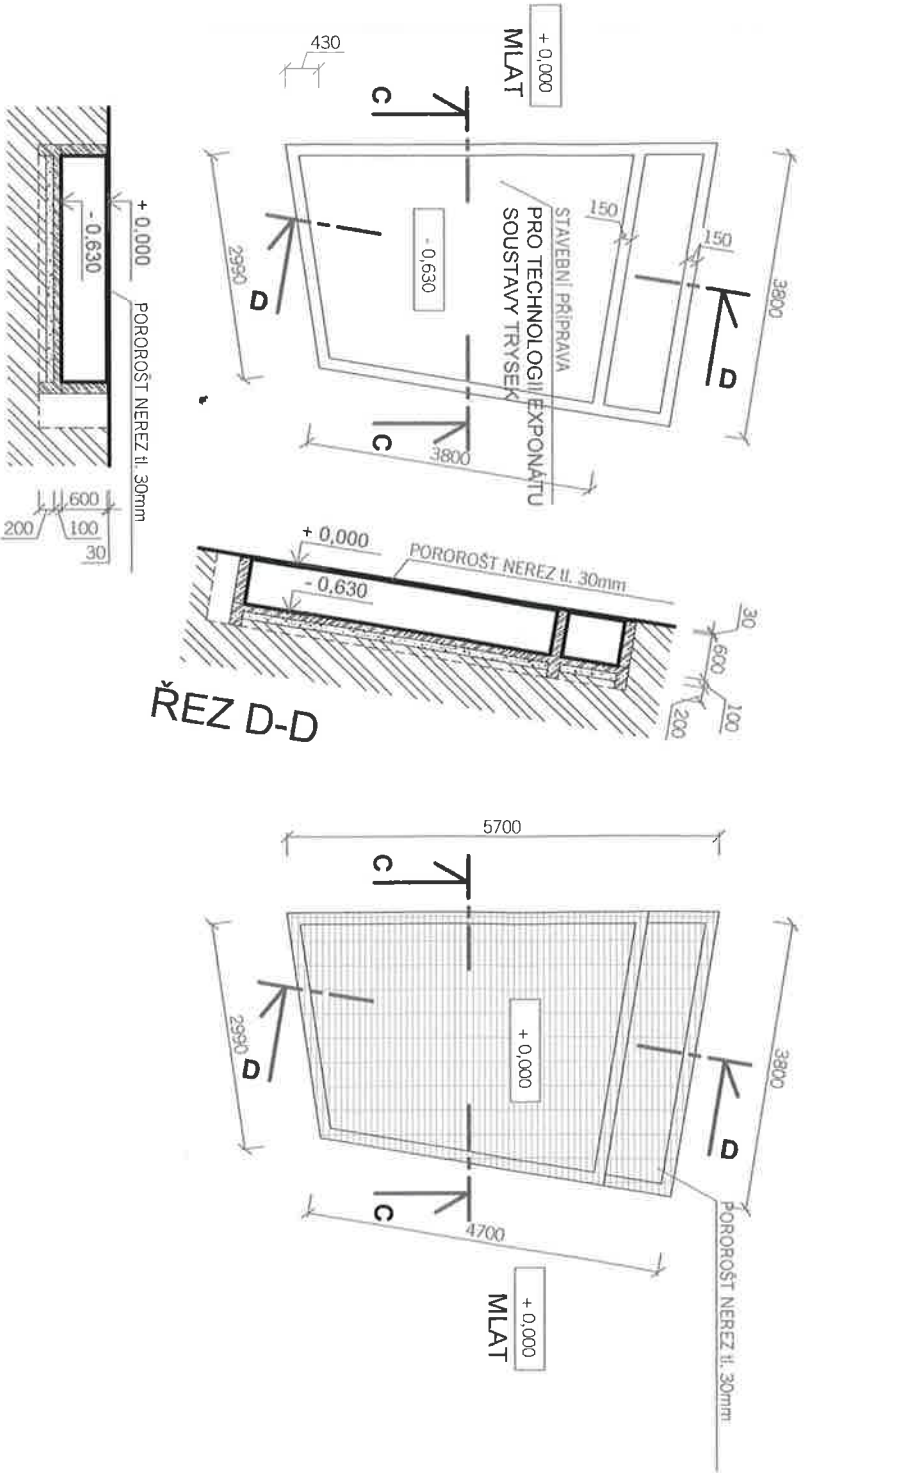 430
+ 0,000
MLAT
C
150
150
3800
STAVEBNÍ PŘÍPRAVA
PRO TECHNOLOGII EXPONÁTU
SOUSTAVY TRYSEK
- 0,630
2990
D
D
C
3800
+ 0,000
- 0,630
POROROŠT NEREZ tl. 30mm
600
200
100
30
+ 0,000
POROROŠT NEREZ tl. 30mm
- 0,630
30
600
100
200
ŘEZ D-D
5700
C
3800
2990
+ 0,000
D
D
C
4700
POROROŠT NEREZ tl. 30mm
+ 0,000
MLAT